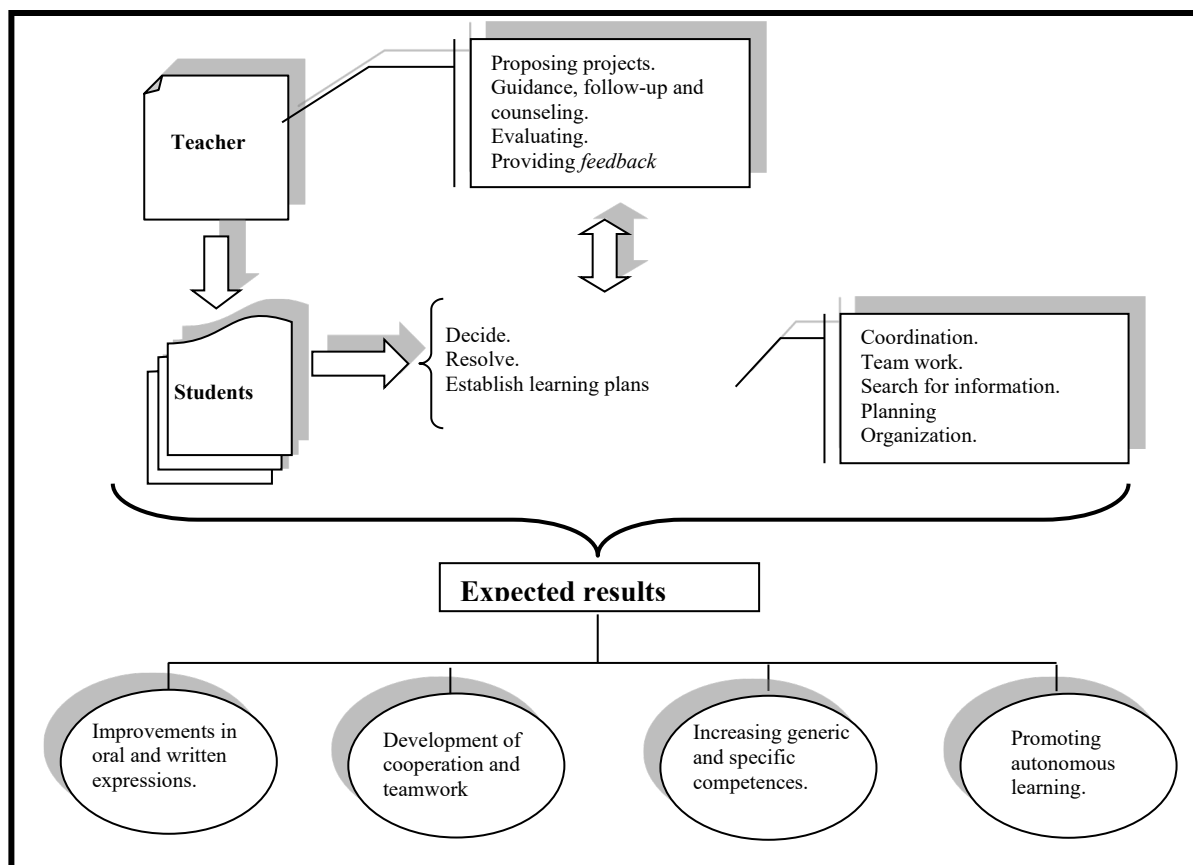 Teacher
Proposing projects.
Guidance, follow-up and
counseling.
Evaluating.
Providing feedback
Students
Decide.
Resolve.
Establish learning plans
Coordination.
Team work.
Search for information.
Planning
Organization.
Expected results
Improvements in
oral and written
expressions.
Development of
cooperation and
teamwork
Increasing generic
and specific
competences.
Promoting
autonomous
learning.